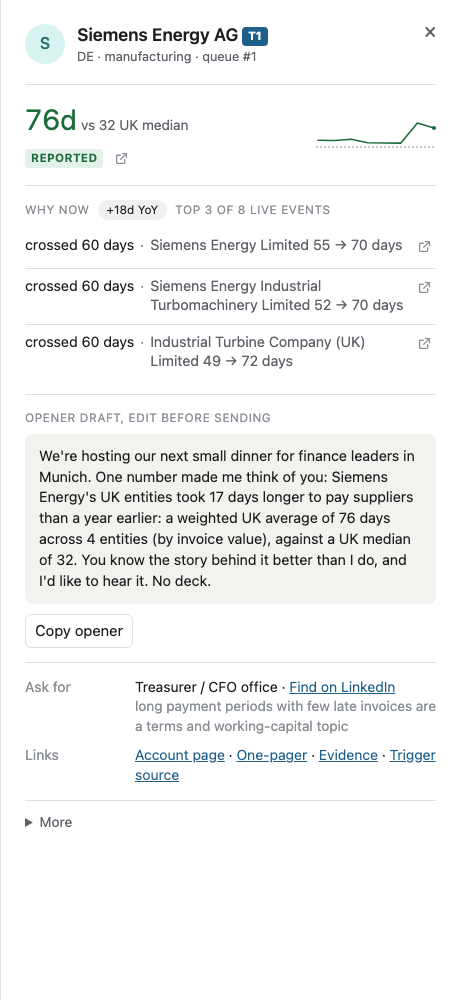 S
Siemens Energy AG T1
×
DE · manufacturing · queue #1
76d vs 32 UK median
REPORTED
WHY NOW +18d YoY TOP 3 OF 8 LIVE EVENTS
crossed 60 days · Siemens Energy Limited 55 → 70 days
crossed 60 days · Siemens Energy Industrial
Turbomachinery Limited 52 → 70 days
crossed 60 days · Industrial Turbine Company (UK)
Limited 49 → 72 days
OPENER DRAFT, EDIT BEFORE SENDING
We're hosting our next small dinner for finance leaders in
Munich. One number made me think of you: Siemens
Energy's UK entities took 17 days longer to pay suppliers
than a year earlier: a weighted UK average of 76 days
across 4 entities (by invoice value), against a UK median
of 32. You know the story behind it better than I do, and
I'd like to hear it. No deck.
Copy opener
Ask for Treasurer / CFO office · Find on LinkedIn
long payment periods with few late invoices are
a terms and working-capital topic
Links Account page · One-pager · Evidence · Trigger
source
More